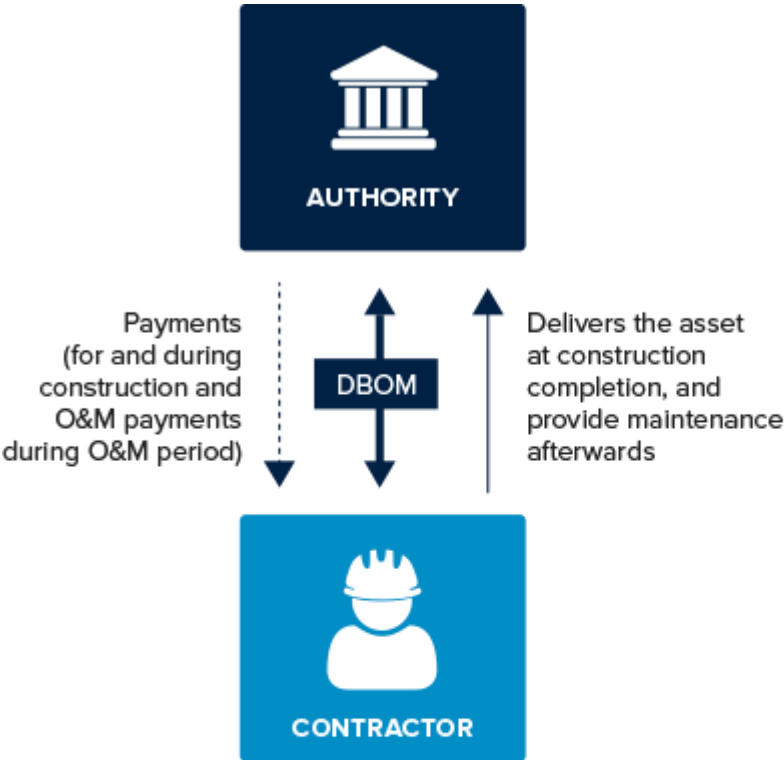 AUTHORITY
Payments
(for and during
construction and
O&M payments
during O&M period)
DBOM
Delivers the asset
at construction
completion, and
provide maintenance
afterwards
CONTRACTOR